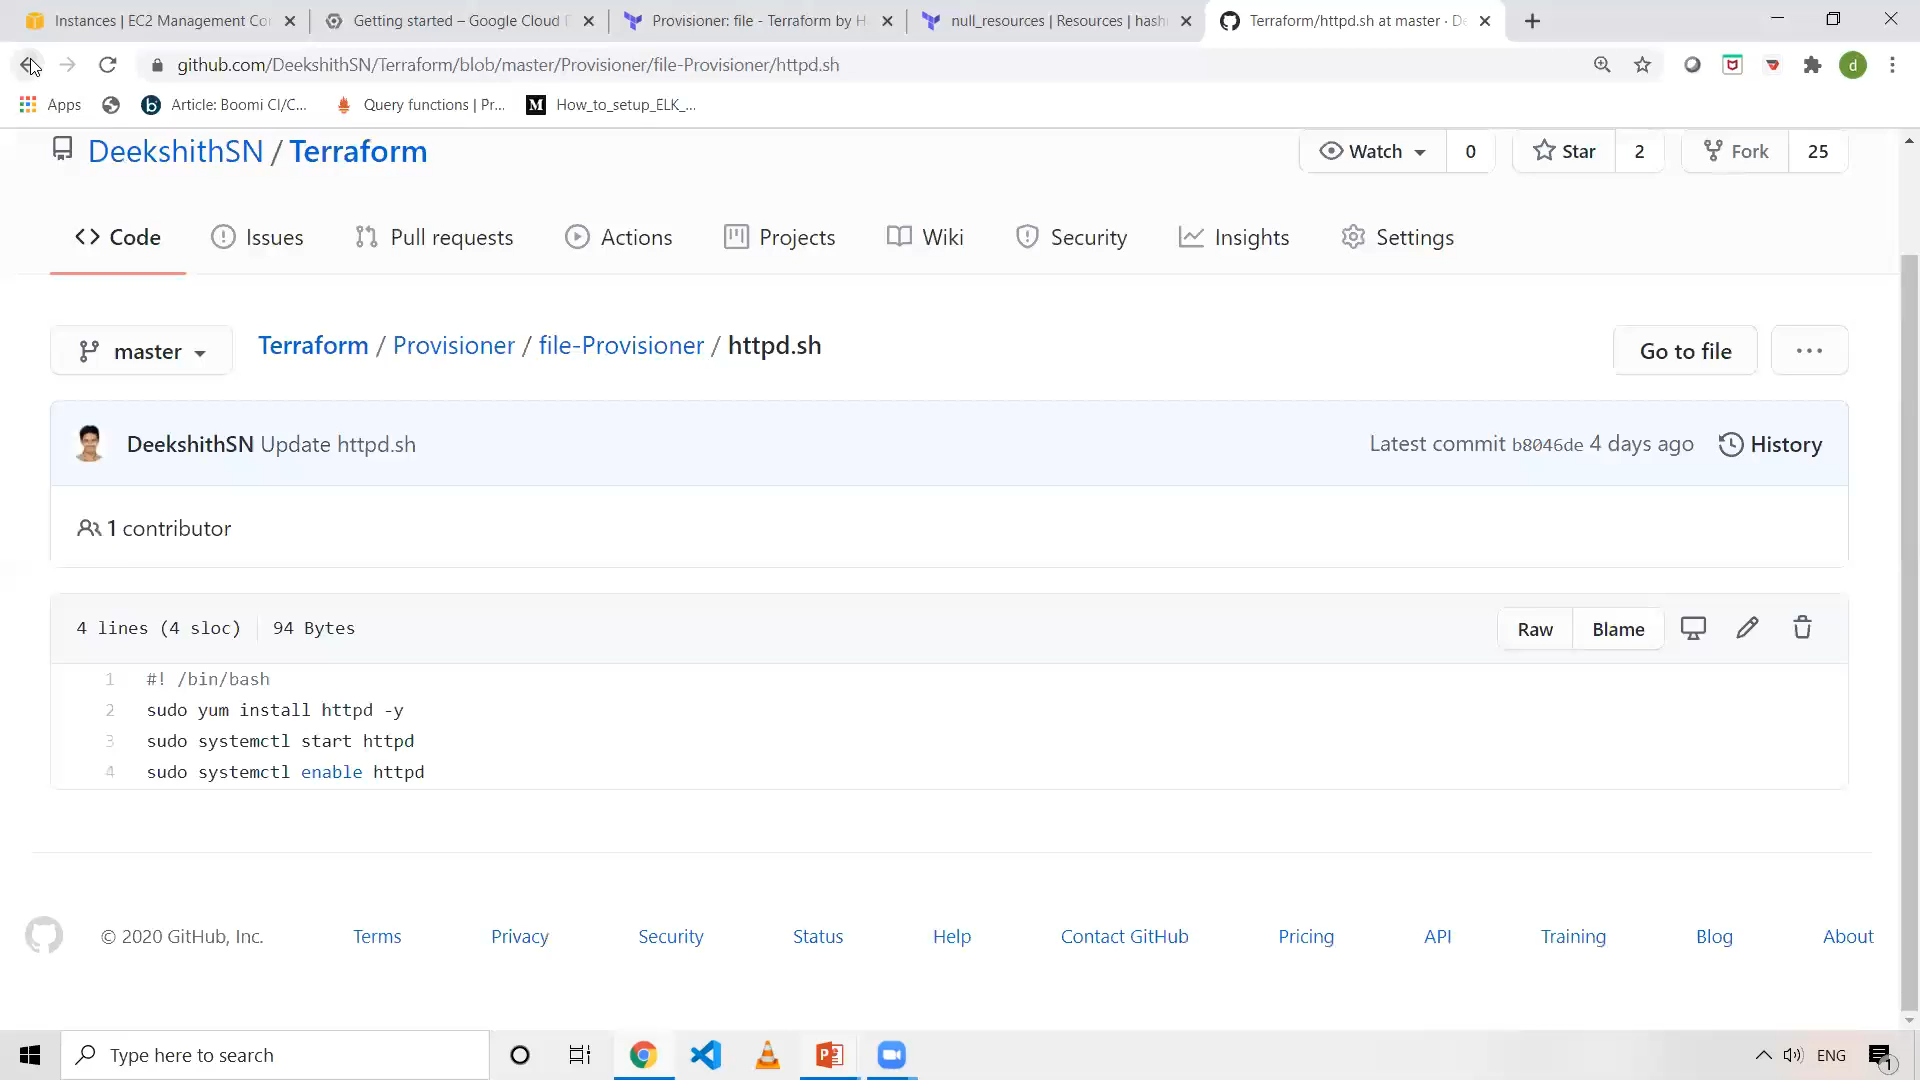 Instances | EC2 Management Con
Getting started – Google Cloud
Provisioner: file - Terraform by H
null_resources | Resources | hash
Terraform/httpd.sh at master · De
github.com/DeekshithSN/Terraform/blob/master/Provisioner/file-Provisioner/httpd.sh
d
Apps
b Article: Boomi CI/C...
Query functions | Pr...
M How_to_setup_ELK_...
DeekshithSN / Terraform
Watch 0
Star 2
Fork 25
Code
Issues
Pull requests
Actions
Projects
Wiki
Security
Insights
Settings
master
Terraform / Provisioner / file-Provisioner / httpd.sh
Go to file
...
DeekshithSN Update httpd.sh
Latest commit b8046de 4 days ago
History
1 contributor
4 lines (4 sloc) 94 Bytes
Raw
Blame
1 #! /bin/bash
2 sudo yum install httpd -y
3 sudo systemctl start httpd
4 sudo systemctl enable httpd
© 2020 GitHub, Inc.
Terms
Privacy
Security
Status
Help
Contact GitHub
Pricing
API
Training
Blog
About
Type here to search
ENG
1